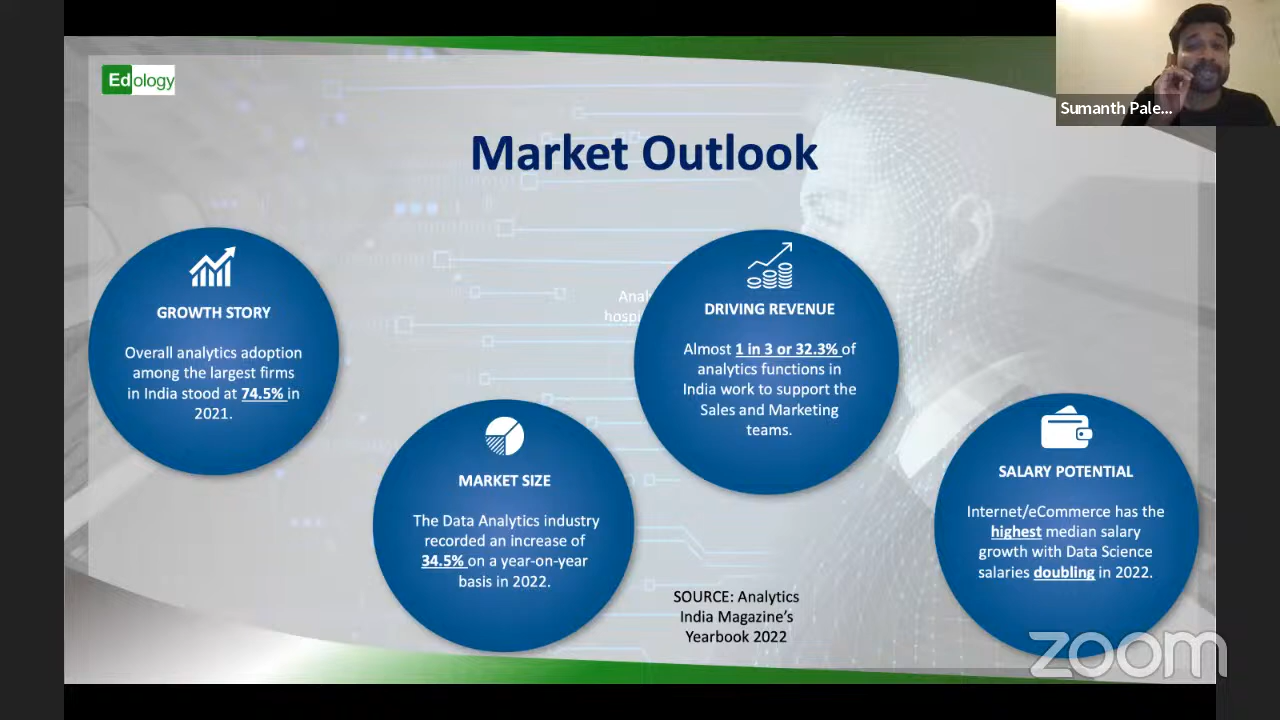 Edology
Sumanth Pale...
Market Outlook
GROWTH STORY
Overall analytics adoption
among the largest firms
in India stood at 74.5% in
2021.
MARKET SIZE
The Data Analytics industry
recorded an increase of
34.5% on a year-on-year
basis in 2022.
Anal
hospi
DRIVING REVENUE
Almost 1 in 3 or 32.3% of
analytics functions in
India work to support the
Sales and Marketing
teams.
SALARY POTENTIAL
Internet/eCommerce has the
highest median salary
growth with Data Science
salaries doubling in 2022.
SOURCE: Analytics
India Magazine's
Yearbook 2022
zoom